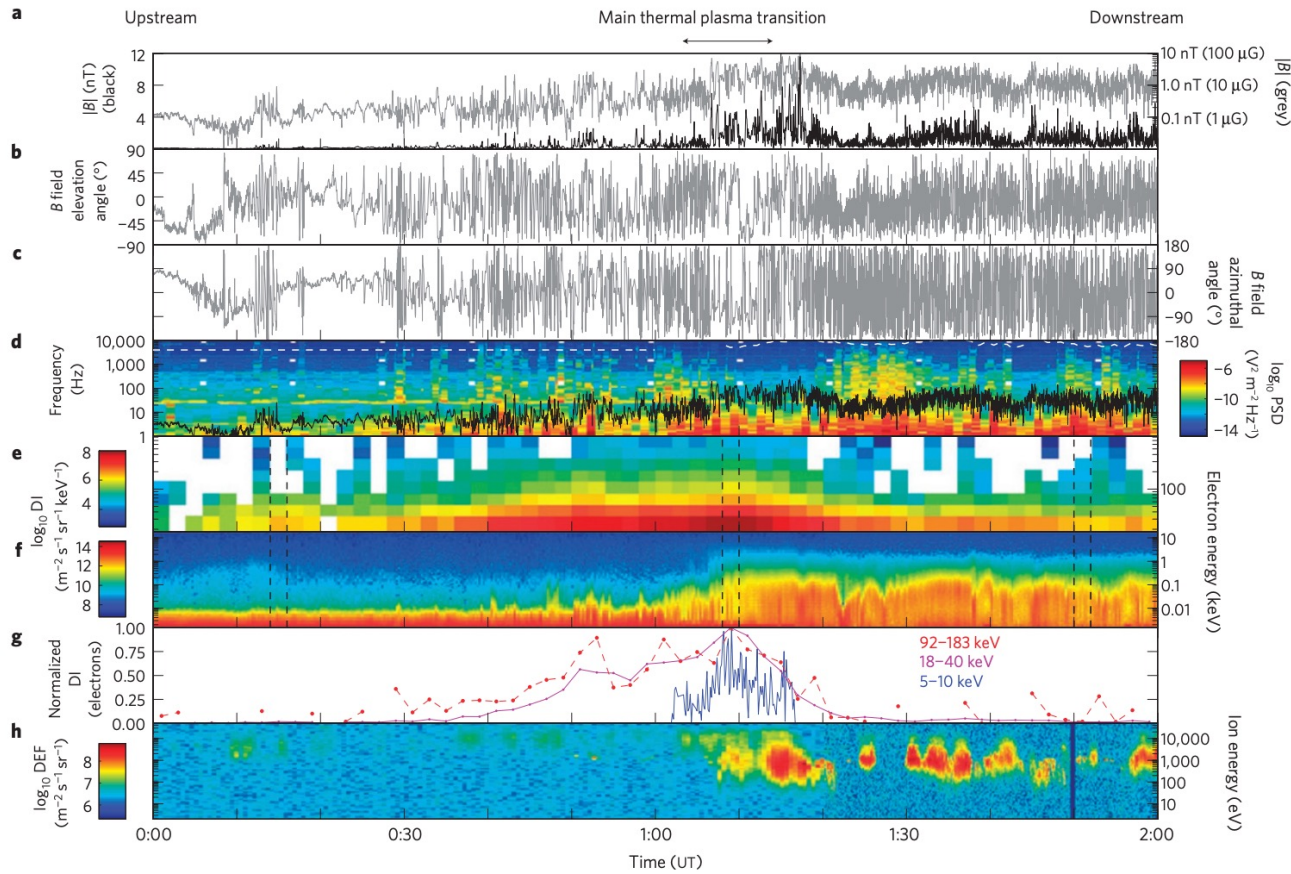 a
Upstream
Main thermal plasma transition
Downstream
|B| (nT)
(black)
12
8
4
10 nT (100 μG)
1.0 nT (10 μG)
0.1 nT (1 μG)
|B| (grey)
b
B field
elevation
angle (°)
90
45
0
−45
−90
c
180
90
0
−90
−180
B field
azimuthal
angle (°)
d
Frequency
(Hz)
10,000
1,000
100
10
1
−6
−10
−14
log₁₀ PSD
(V² m⁻² Hz⁻¹)
e
8
6
4
log₁₀ DI
(m⁻² s⁻¹ sr⁻¹ keV⁻¹)
100
Electron energy
(keV)
f
14
12
10
8
10
1
0.1
0.01
g
Normalized
DI
(electrons)
1.00
0.75
0.50
0.25
0.00
92–183 keV
18–40 keV
5–10 keV
h
log₁₀ DEF
(m⁻² s⁻¹ sr⁻¹)
8
7
6
10,000
1,000
100
10
Ion energy
(eV)
0:00
0:30
1:00
1:30
2:00
Time (UT)